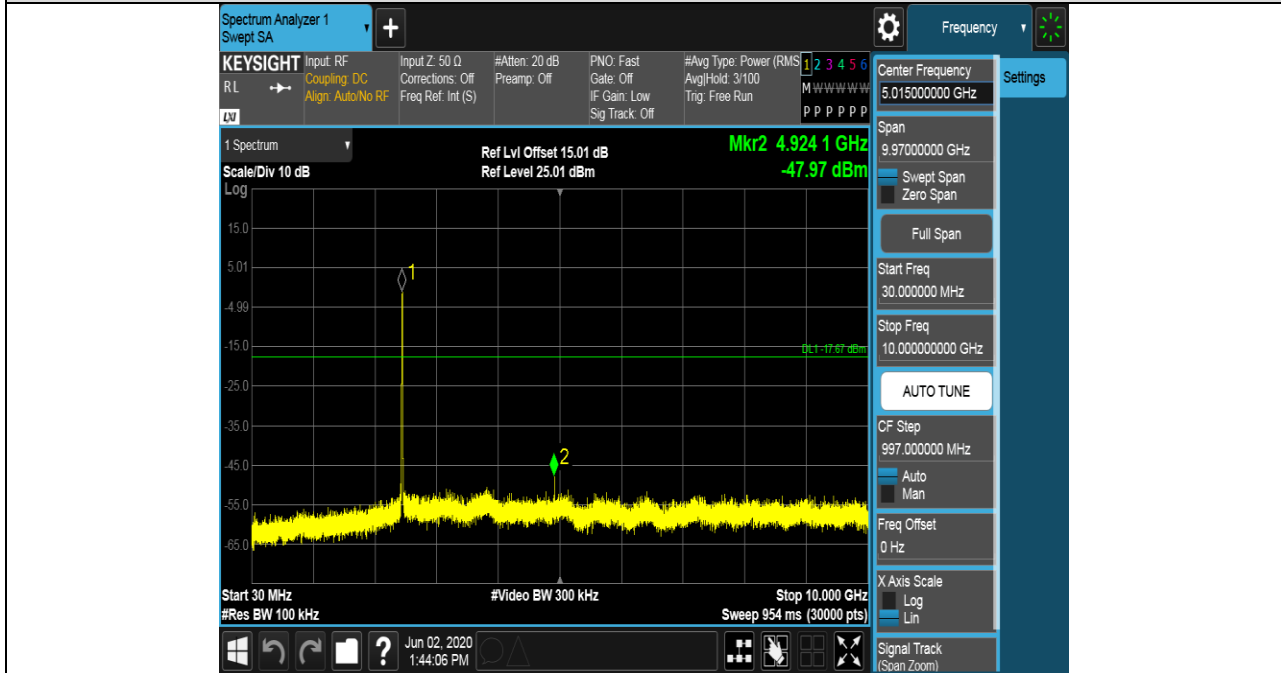 Spectrum Analyzer 1
Swept SA
+
Frequency
KEYSIGHT
RL
LXI
Input: RF
Coupling: DC
Align: Auto/No RF
Input Z: 50 Ω
Corrections: Off
Freq Ref: Int (S)
#Atten: 20 dB
Preamp: Off
PNO: Fast
Gate: Off
IF Gain: Low
Sig Track: Off
#Avg Type: Power (RMS
Avg|Hold: 3/100
Trig: Free Run
1 2 3 4 5 6
M W W W W W
P P P P P P
1 Spectrum
Scale/Div 10 dB
Log
Ref Lvl Offset 15.01 dB
Ref Level 25.01 dBm
Mkr2 4.924 1 GHz
-47.97 dBm
15.0
5.01
-4.99
-15.0
-25.0
-35.0
-45.0
-55.0
-65.0
1
DL1 -17.67 dBm
2
Start 30 MHz
#Res BW 100 kHz
#Video BW 300 kHz
Stop 10.000 GHz
Sweep 954 ms (30000 pts)
?
Jun 02, 2020
1:44:06 PM
Center Frequency
5.015000000 GHz
Span
9.97000000 GHz
Swept Span
Zero Span
Full Span
Start Freq
30.000000 MHz
Stop Freq
10.000000000 GHz
AUTO TUNE
CF Step
997.000000 MHz
Auto
Man
Freq Offset
0 Hz
X Axis Scale
Log
Lin
Signal Track
(Span Zoom)
Settings